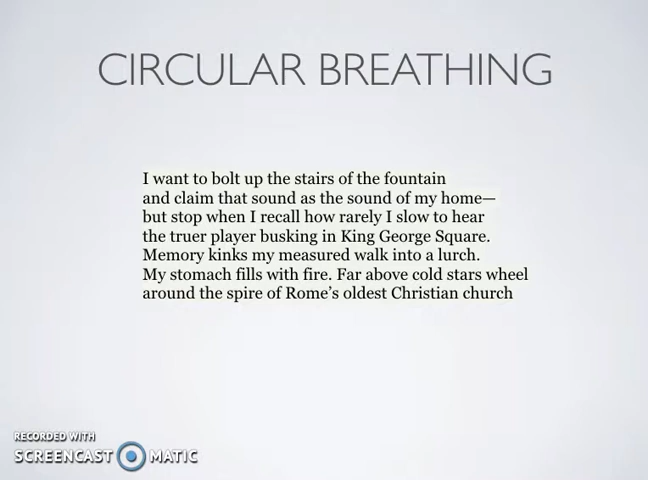 CIRCULAR BREATHING
I want to bolt up the stairs of the fountain
and claim that sound as the sound of my home—
but stop when I recall how rarely I slow to hear
the truer player busking in King George Square.
Memory kinks my measured walk into a lurch.
My stomach fills with fire. Far above cold stars wheel
around the spire of Rome’s oldest Christian church
RECORDED WITH
SCREENCAST MATIC